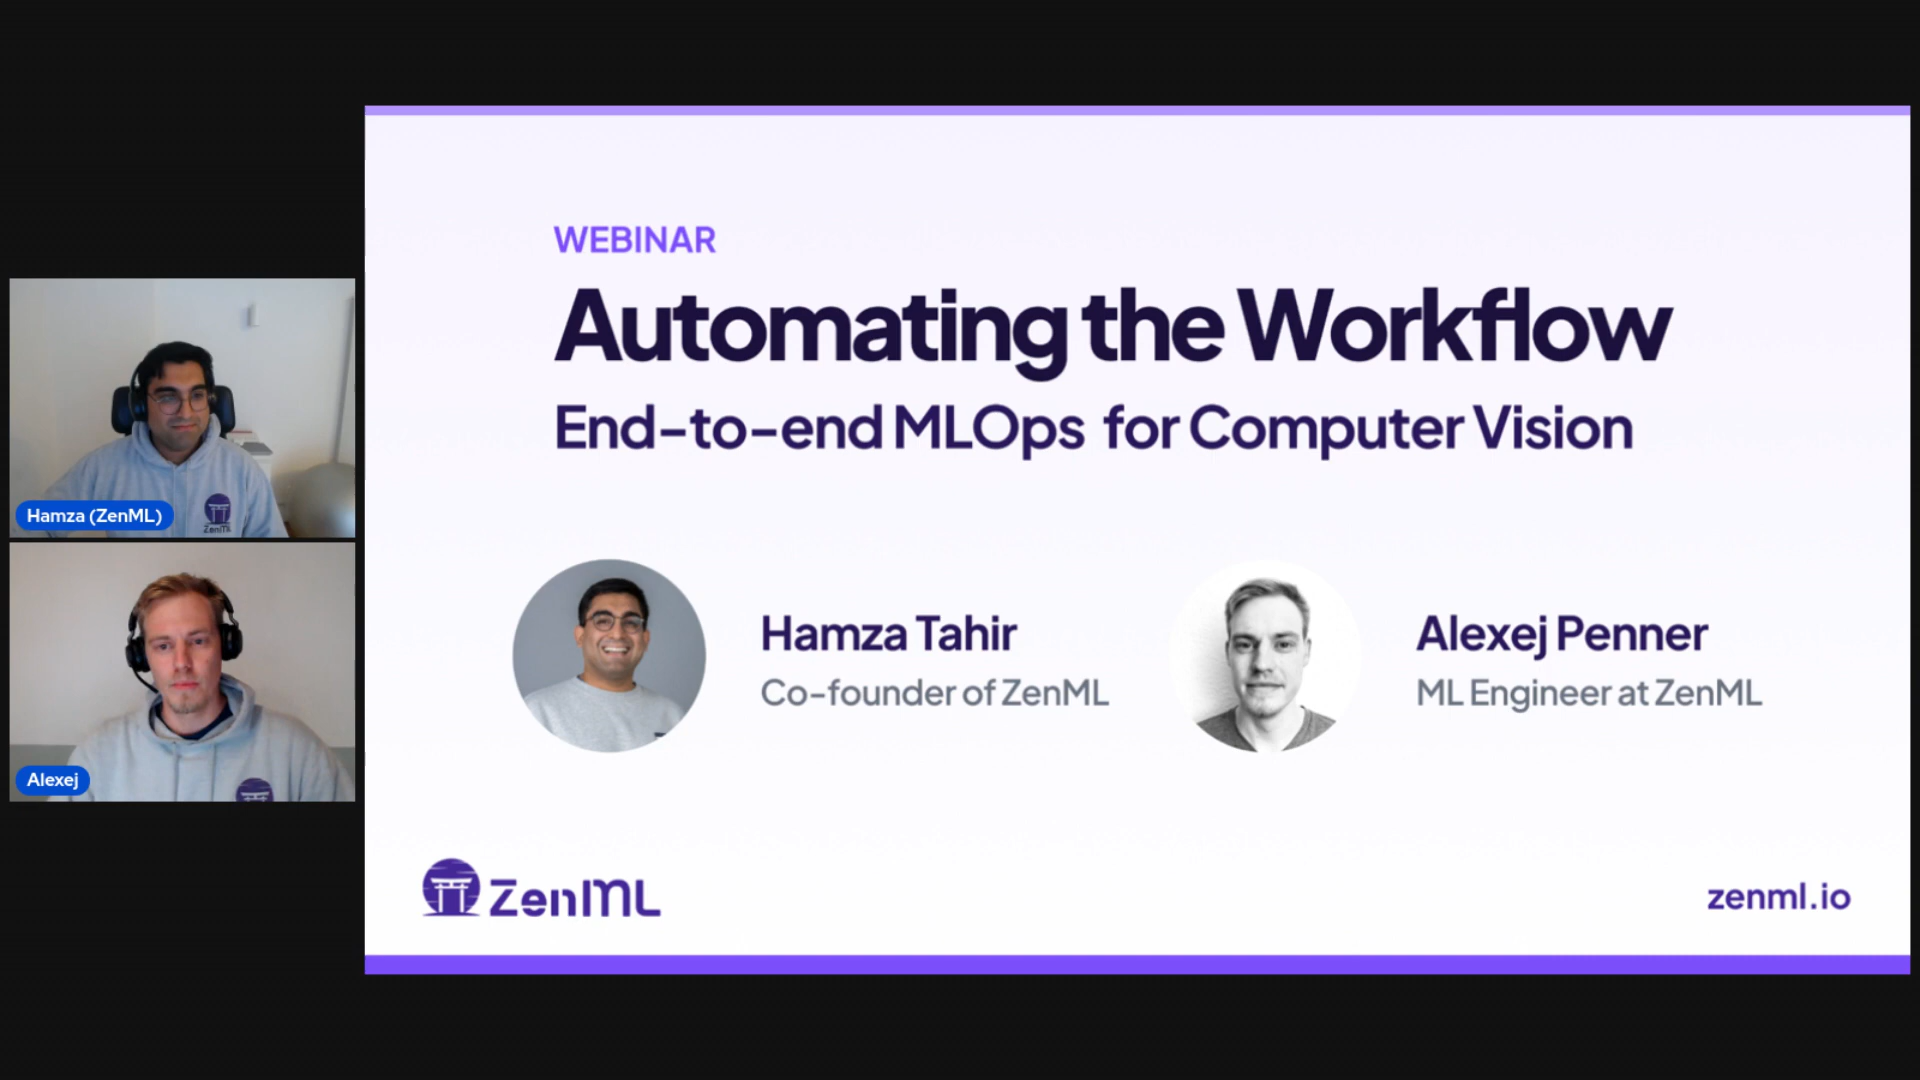 WEBINAR
Automating the Workflow
End-to-end MLOps for Computer Vision
Hamza (ZenML)
ZenML
Alexej
Hamza Tahir
Co-founder of ZenML
Alexej Penner
ML Engineer at ZenML
ZenML
zenml.io